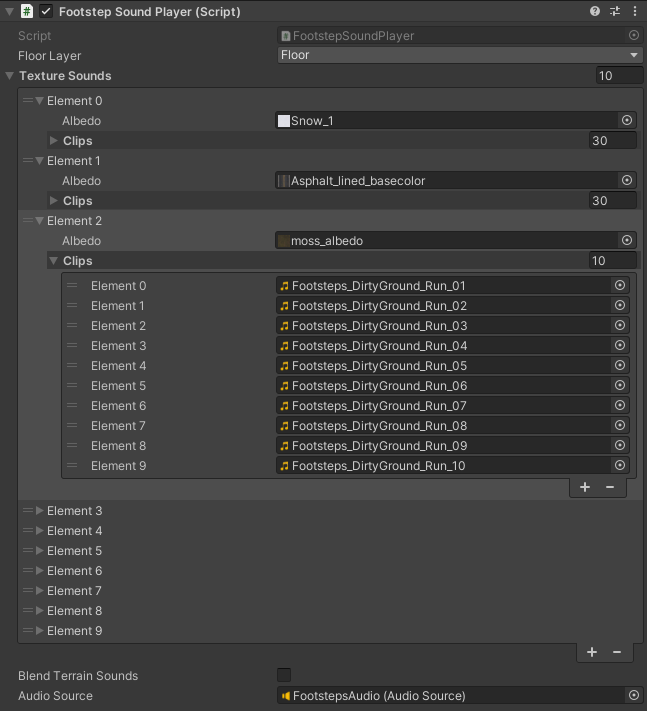 Footstep Sound Player (Script)
Script FootstepSoundPlayer
Floor Layer Floor
Texture Sounds 10
Element 0
Albedo Snow_1
Clips 30
Element 1
Albedo Asphalt_lined_basecolor
Clips 30
Element 2
Albedo moss_albedo
Clips 10
Element 0 Footsteps_DirtyGround_Run_01
Element 1 Footsteps_DirtyGround_Run_02
Element 2 Footsteps_DirtyGround_Run_03
Element 3 Footsteps_DirtyGround_Run_04
Element 4 Footsteps_DirtyGround_Run_05
Element 5 Footsteps_DirtyGround_Run_06
Element 6 Footsteps_DirtyGround_Run_07
Element 7 Footsteps_DirtyGround_Run_08
Element 8 Footsteps_DirtyGround_Run_09
Element 9 Footsteps_DirtyGround_Run_10
Element 3
Element 4
Element 5
Element 6
Element 7
Element 8
Element 9
Blend Terrain Sounds
Audio Source FootstepsAudio (Audio Source)